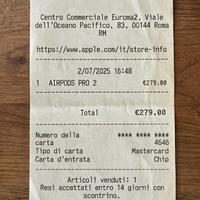 Centro Commerciale Euroma2, Viale
dell'Oceano Pacifico, 83, 00144 Roma
RM
https://www.apple.com/it/store-info
2/07/2025 16:48
1 AIRPODS PRO 2 €279.00
Total €279.00
Numero della carta **** **** **** 4646
Tipo di carta Mastercard
Carta d'entrata Chip
Articoli venduti: 1
Resi accettati entro 14 giorni con
scontrino.